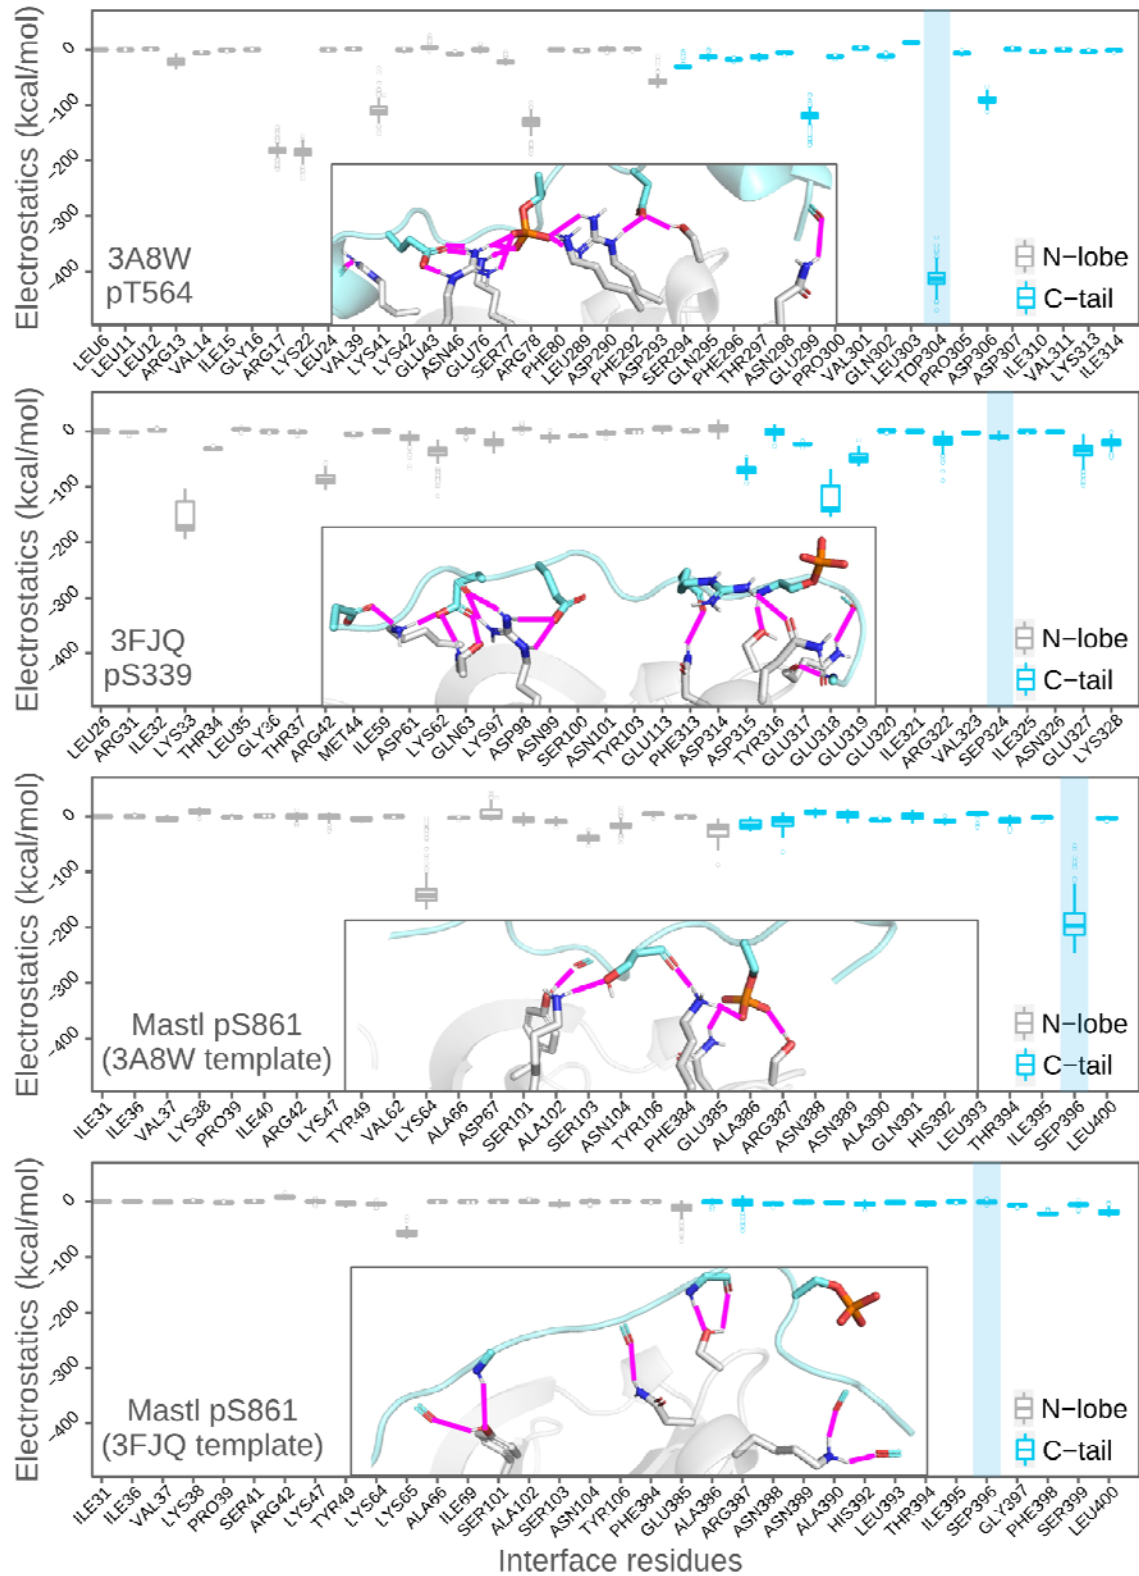 Electrostatics (kcal/mol)
0
-100
-200
-300
-400
3A8W
pT564
N-lobe
C-tail
LEU6
LEU11
LEU12
ARG13
VAL14
ILE15
GLY16
ARG17
LYS22
LEU24
VAL39
LYS41
LYS42
GLU43
ASN46
GLU76
SER77
ARG78
PHE80
LEU289
ASP290
PHE292
ASP293
SER294
GLN295
PHE296
THR297
ASN298
GLU299
PRO300
VAL301
GLN302
LEU303
TOP304
PRO305
ASP306
ASP307
ILE310
VAL311
LYS313
ILE314
Electrostatics (kcal/mol)
0
-100
-200
-300
-400
3FJQ
pS339
N-lobe
C-tail
LEU26
ARG31
ILE32
LYS33
THR34
LEU35
GLY36
THR37
ARG42
MET44
ILE59
ASP61
LYS62
GLN63
LYS97
ASP98
ASN99
SER100
ASN101
TYR103
GLU113
PHE313
ASP314
ASP315
TYR316
GLU317
GLU318
GLU319
GLU320
ILE321
ARG322
VAL323
SEP324
ILE325
ASN326
GLU327
LYS328
Electrostatics (kcal/mol)
0
-100
-200
-300
-400
Mastl pS861
(3A8W template)
N-lobe
C-tail
ILE31
ILE36
VAL37
LYS38
PRO39
ILE40
ARG42
LYS47
TYR49
VAL62
LYS64
ALA66
ASP67
SER101
ALA102
SER103
ASN104
TYR106
PHE384
GLU385
ALA386
ARG387
ASN388
ASN389
ALA390
GLN391
HIS392
LEU393
THR394
ILE395
SEP396
LEU400
Electrostatics (kcal/mol)
0
-100
-200
-300
-400
Mastl pS861
(3FJQ template)
N-lobe
C-tail
ILE31
ILE36
VAL37
LYS38
PRO39
SER41
ARG42
LYS47
TYR49
LYS64
LYS65
ALA66
ILE69
SER101
ALA102
SER103
ASN104
TYR106
PHE384
GLU385
ALA386
ARG387
ASN388
ASN389
ALA390
HIS392
LEU393
THR394
ILE395
SEP396
GLY397
PHE398
SER399
LEU400
Interface residues